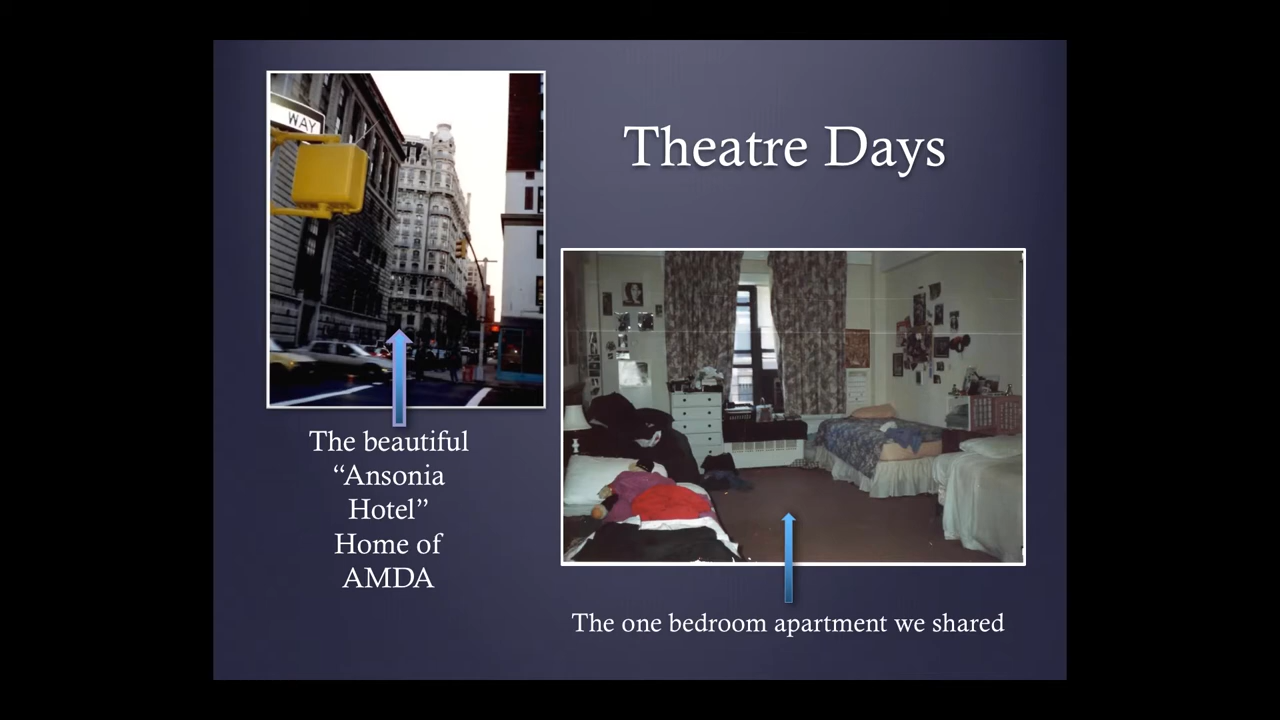 WAY
Theatre Days
The beautiful
“Ansonia
Hotel”
Home of
AMDA
The one bedroom apartment we shared